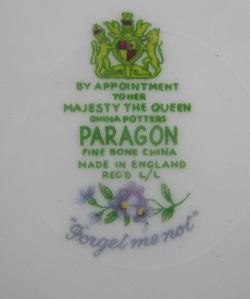 BY APPOINTMENT
TO HER
MAJESTY THE QUEEN
CHINA POTTERS
PARAGON
FINE BONE CHINA
MADE IN ENGLAND
REG'D L/L
"Forget me not"